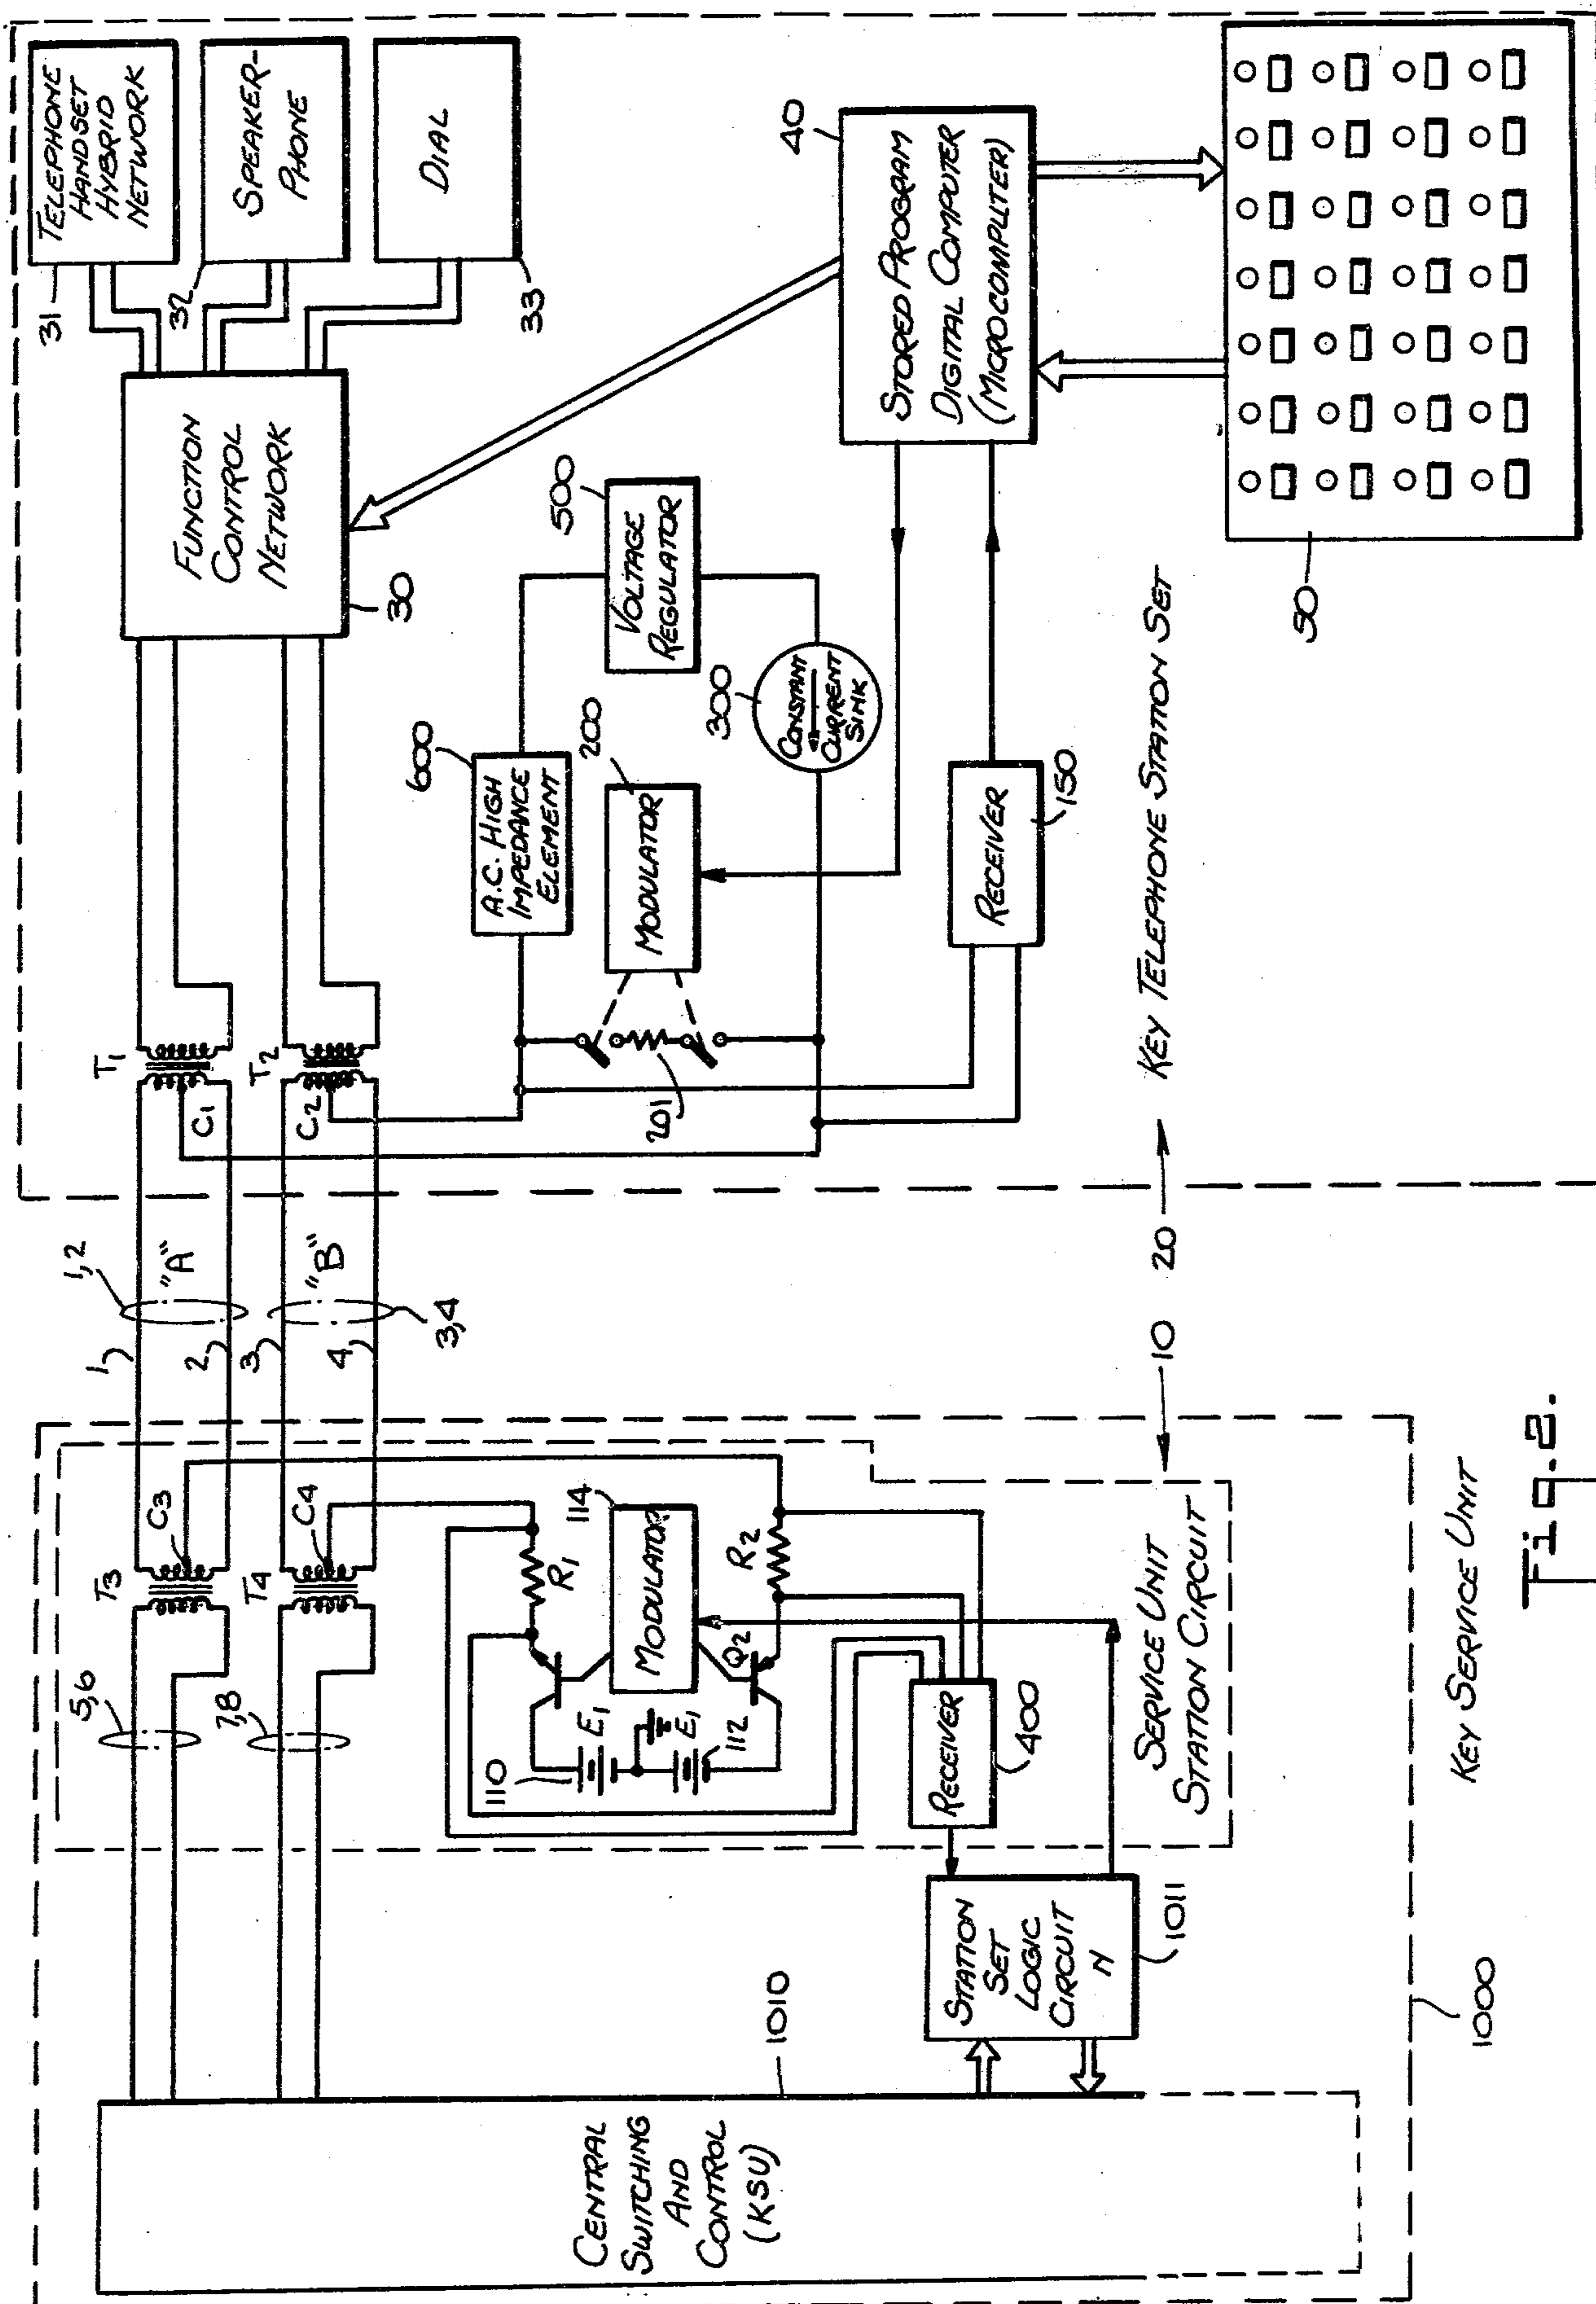 TELEPHONE
HANDSET
HYBRID
NETWORK
31
SPEAKER-
PHONE
32
DIAL
33
FUNCTION
CONTROL
NETWORK
30
T1
C1
T2
C2
1,2
"A"
1
2
"B"
3
4
3,4
T3
C3
T4
C4
5,6
7,8
600
A.C. HIGH
IMPEDANCE
ELEMENT
500
VOLTAGE
REGULATOR
200
MODULATOR
201
300
CONSTANT
CURRENT
SINK
40
STORED PROGRAM
DIGITAL COMPUTER
(MICROCOMPUTER)
RECEIVER
150
50
KEY TELEPHONE STATION SET
20
10
R1
114
MODULATOR
R2
Q2
110
E1
E1
112
RECEIVER
400
SERVICE UNIT
STATION CIRCUIT
STATION
SET
LOGIC
CIRCUIT
N
1011
1010
CENTRAL
SWITCHING
AND
CONTROL
(KSU)
KEY SERVICE UNIT
1000
Fig. 2.